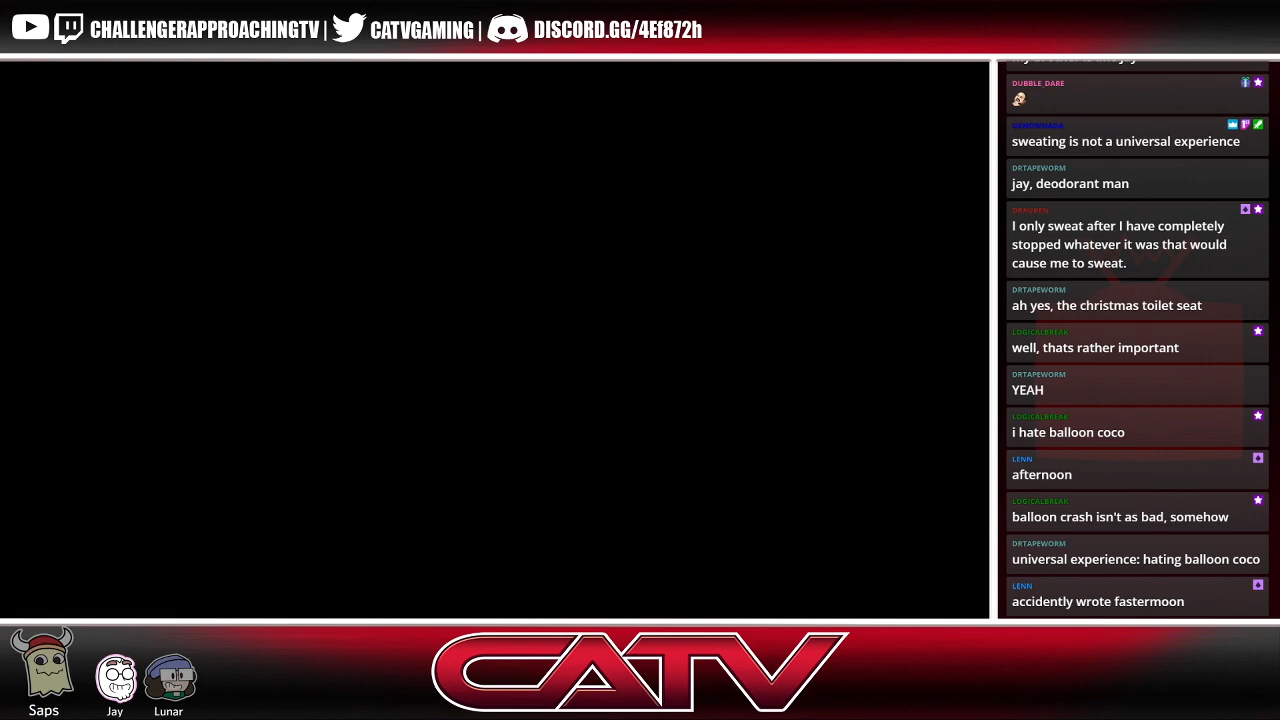 CHALLENGERAPPROACHINGTV | CATVGAMING | DISCORD.GG/4Ef872h
DUBBLE_DARE
sweating is not a universal experience
DRTAPEWORM
jay, deodorant man
DRAUKEN
I only sweat after I have completely
stopped whatever it was that would
cause me to sweat.
DRTAPEWORM
ah yes, the christmas toilet seat
LOGICALBREAK
well, thats rather important
DRTAPEWORM
YEAH
LOGICALBREAK
i hate balloon coco
LENN
afternoon
LOGICALBREAK
balloon crash isn't as bad, somehow
DRTAPEWORM
universal experience: hating balloon coco
LENN
accidently wrote fastermoon
CATV
Saps
Jay
Lunar